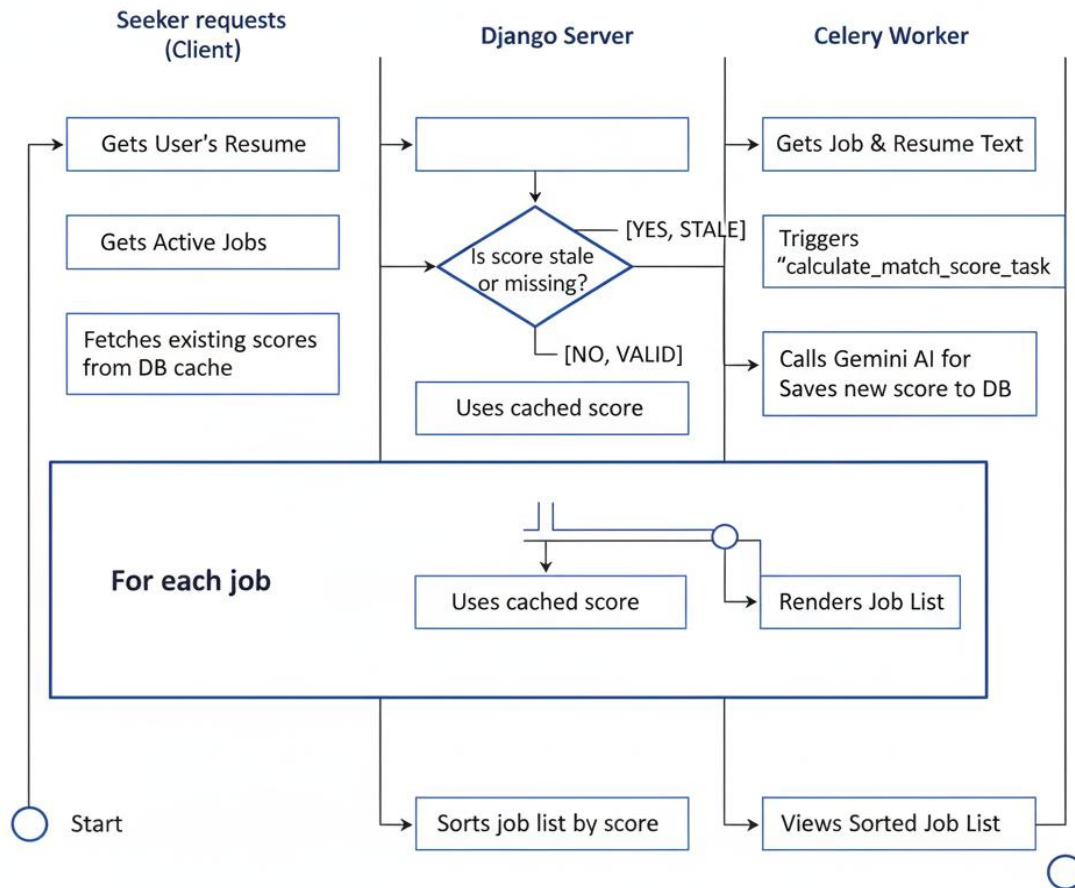 Seeker requests
(Client)
Django Server
Celery Worker
Gets User's Resume
Gets Job & Resume Text
Gets Active Jobs
[YES, STALE]
Is score stale
or missing?
Triggers
"calculate_match_score_task
Fetches existing scores
from DB cache
[NO, VALID]
Calls Gemini AI for
Saves new score to DB
Uses cached score
For each job
Uses cached score
Renders Job List
Start
Sorts job list by score
Views Sorted Job List